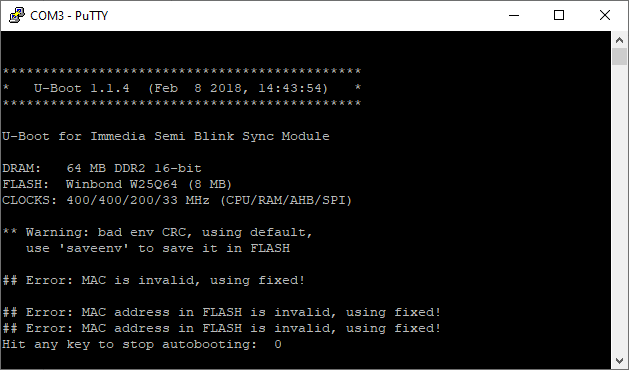 COM3 - PuTTY
*********************************************
*   U-Boot 1.1.4  (Feb  8 2018, 14:43:54)   *
*********************************************
U-Boot for Immedia Semi Blink Sync Module
DRAM:   64 MB DDR2 16-bit
FLASH:  Winbond W25Q64 (8 MB)
CLOCKS: 400/400/200/33 MHz (CPU/RAM/AHB/SPI)
** Warning: bad env CRC, using default,
   use 'saveenv' to save it in FLASH
## Error: MAC is invalid, using fixed!
## Error: MAC address in FLASH is invalid, using fixed!
## Error: MAC address in FLASH is invalid, using fixed!
Hit any key to stop autobooting:  0